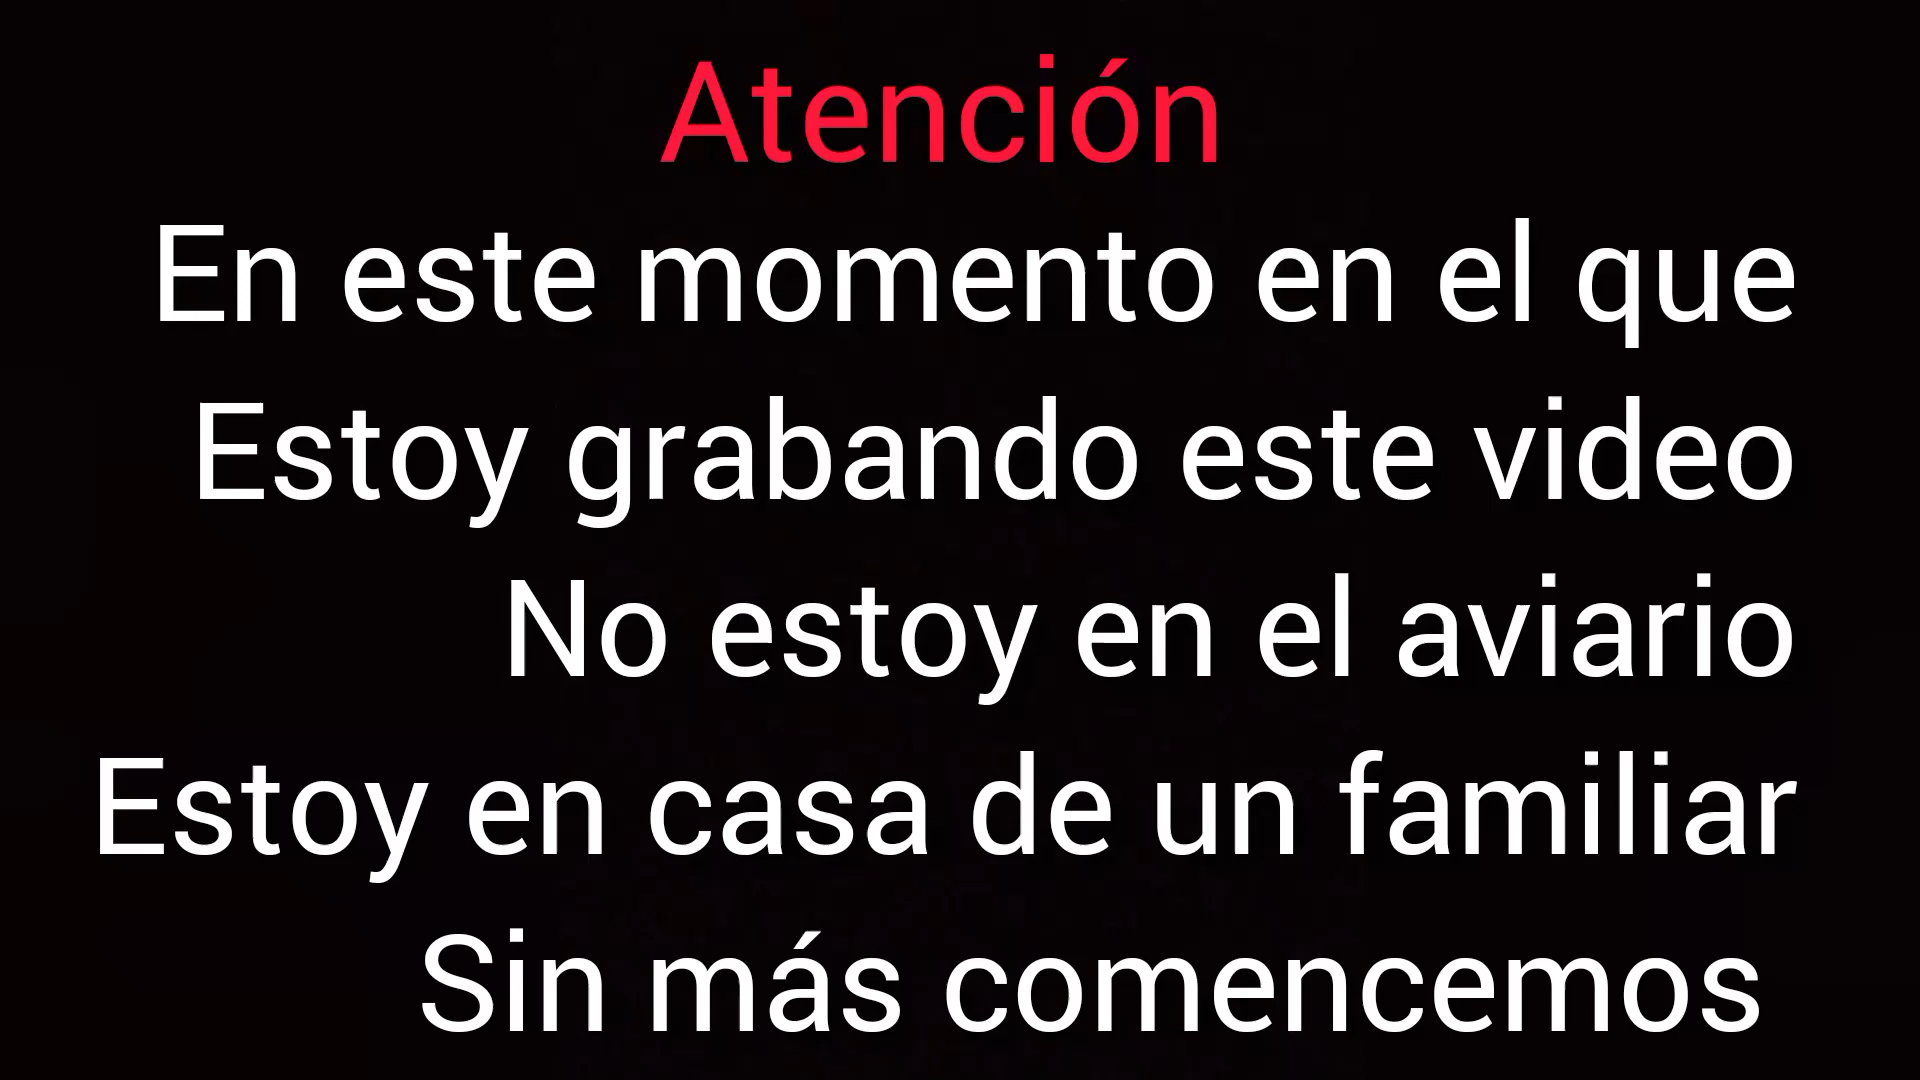 Atención
En este momento en el que
Estoy grabando este video
No estoy en el aviario
Estoy en casa de un familiar
Sin más comencemos